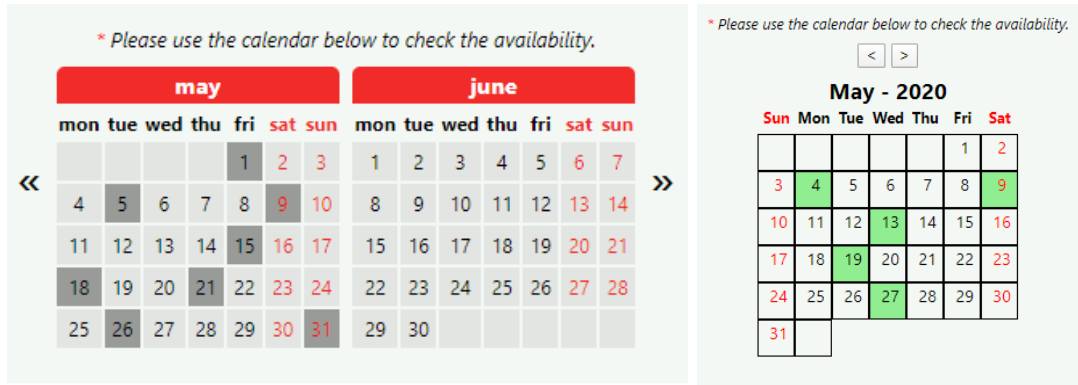 * Please use the calendar below to check the availability.
may
mon tue wed thu fri sat sun
1 2 3
4 5 6 7 8 9 10
11 12 13 14 15 16 17
18 19 20 21 22 23 24
25 26 27 28 29 30 31
june
mon tue wed thu fri sat sun
1 2 3 4 5 6 7
8 9 10 11 12 13 14
15 16 17 18 19 20 21
22 23 24 25 26 27 28
29 30
«
»
* Please use the calendar below to check the availability.
< >
May - 2020
Sun Mon Tue Wed Thu Fri Sat
1 2
3 4 5 6 7 8 9
10 11 12 13 14 15 16
17 18 19 20 21 22 23
24 25 26 27 28 29 30
31